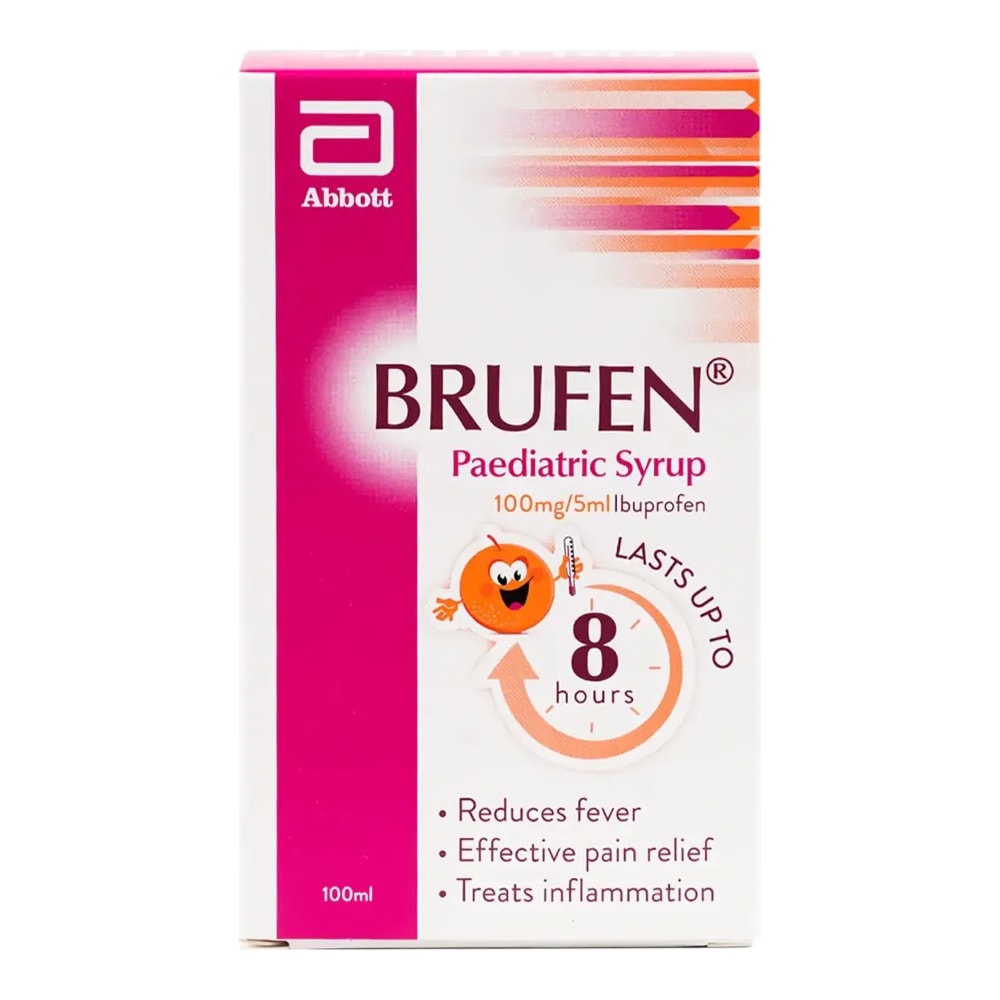 Abbott
BRUFEN®
Paediatric Syrup
100mg/5ml Ibuprofen
LASTS UP TO
8
hours
• Reduces fever
• Effective pain relief
• Treats inflammation
100ml